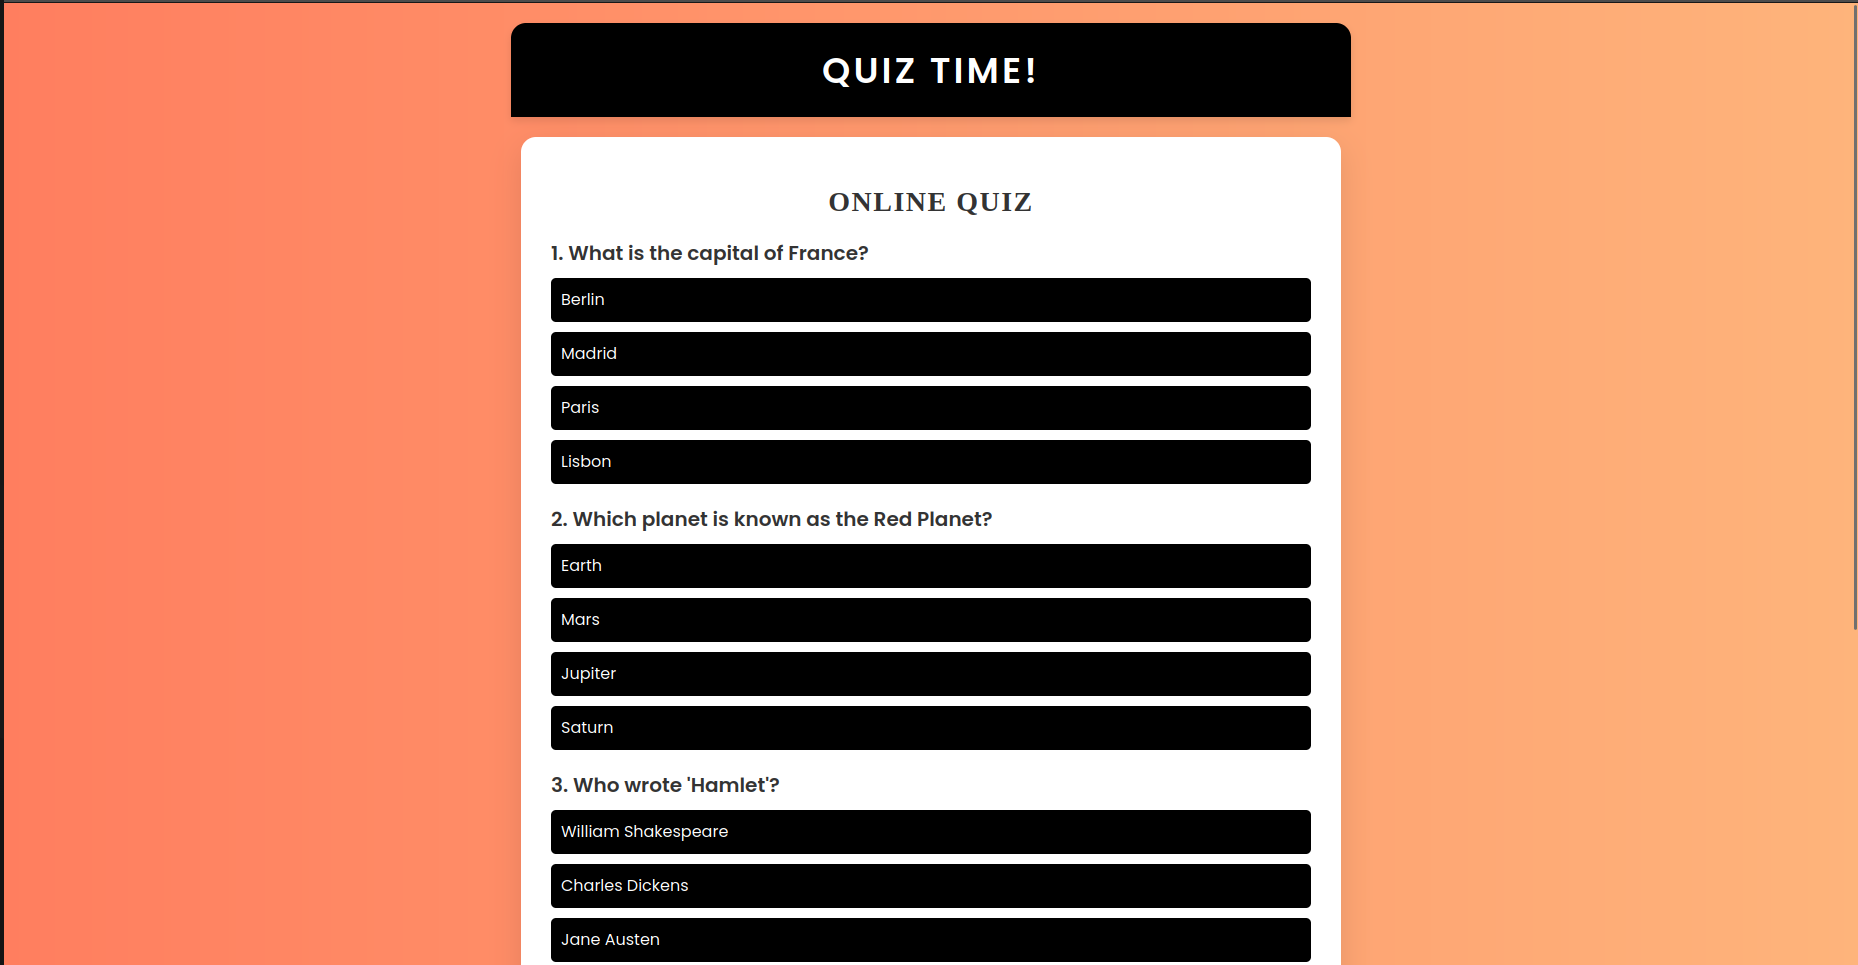 QUIZ TIME!
ONLINE QUIZ
1. What is the capital of France?
Berlin
Madrid
Paris
Lisbon
2. Which planet is known as the Red Planet?
Earth
Mars
Jupiter
Saturn
3. Who wrote 'Hamlet'?
William Shakespeare
Charles Dickens
Jane Austen